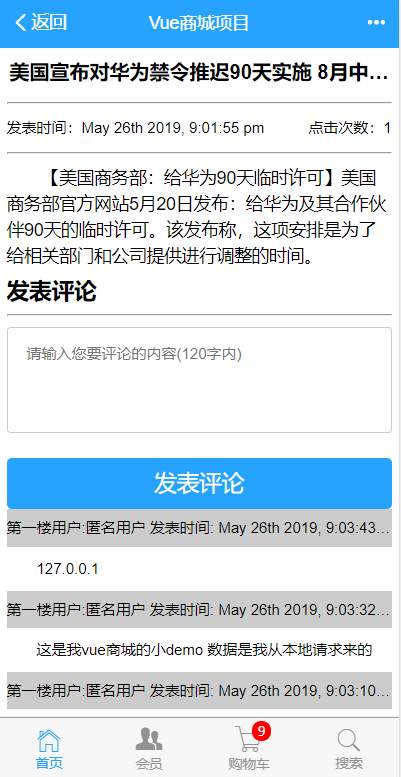 返回 Vue商城项目
美国宣布对华为禁令推迟90天实施 8月中...
发表时间：May 26th 2019, 9:01:55 pm 点击次数：1
【美国商务部：给华为90天临时许可】美国
商务部官方网站5月20日发布：给华为及其合作伙
伴90天的临时许可。该发布称，这项安排是为了
给相关部门和公司提供进行调整的时间。
发表评论
请输入您要评论的内容(120字内)
发表评论
第一楼用户:匿名用户 发表时间: May 26th 2019, 9:03:43...
127.0.0.1
第一楼用户:匿名用户 发表时间: May 26th 2019, 9:03:32...
这是我vue商城的小demo 数据是我从本地请求来的
第一楼用户:匿名用户 发表时间: May 26th 2019, 9:03:10...
9
首页 会员 购物车 搜索